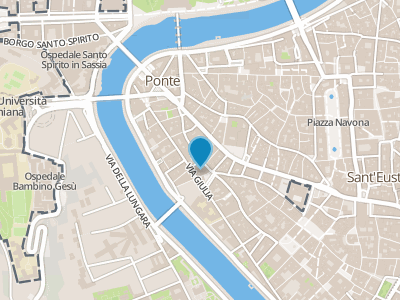 BORGO SANTO SPIRITO
Ospedale Santo
Spirito in Sassia
Ponte
Università
niana
Piazza Navona
Ospedale
Bambino Gesù
VIA DELLA LUNGARA
VIA GIULIA
Sant'Eust